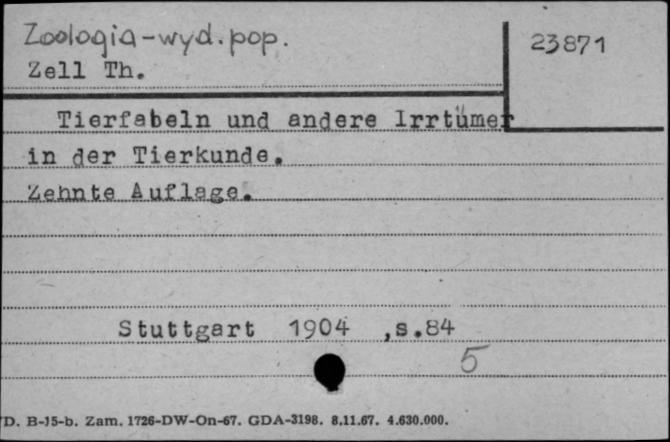 Zoologia-wyd. pop.
23871
Zell Th.
Tierfabeln und andere Irrtümer
in der Tierkunde.
Zehnte Auflage.
Stuttgart 1904 ,s.84
5
D. B-J5-b. Zam. 1726-DW-On-67. GDA-3198. 8.11.67. 4.630.000.